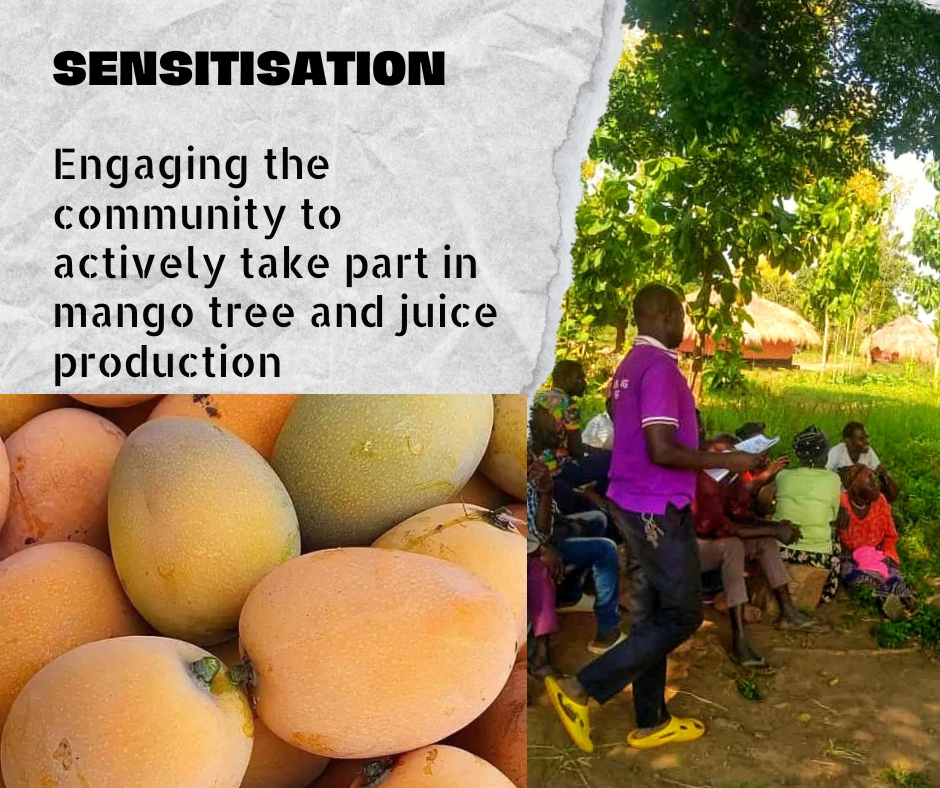 SENSITISATION
Engaging the
community to
actively take part in
mango tree and juice
production